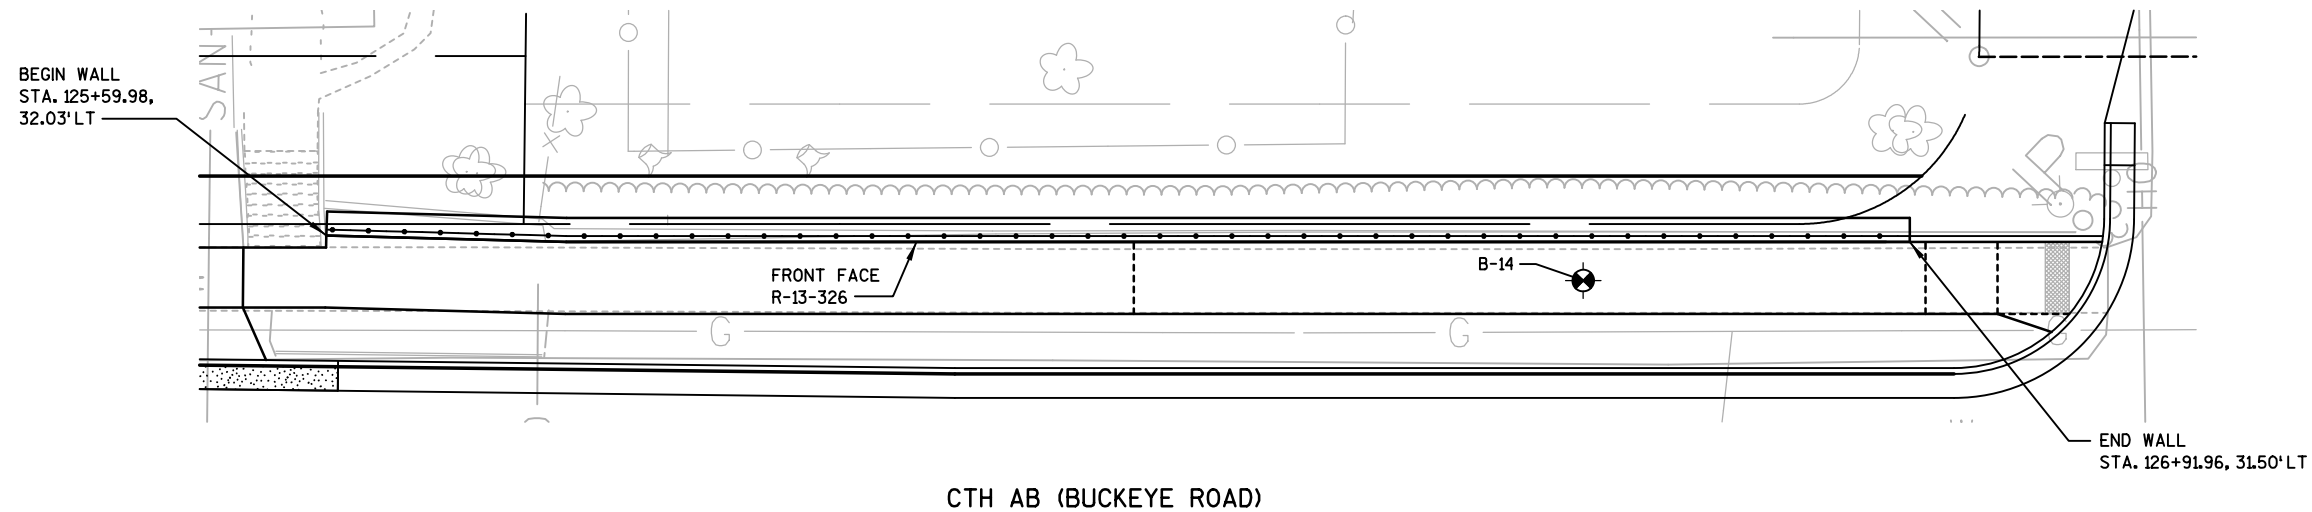 SAN
BEGIN WALL
STA. 125+59.98,
32.03' LT
FRONT FACE
R-13-326
B-14
G
G
G
END WALL
STA. 126+91.96, 31.50' LT
CTH AB (BUCKEYE ROAD)